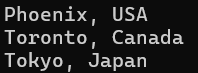 Phoenix, USA
Toronto, Canada
Tokyo, Japan